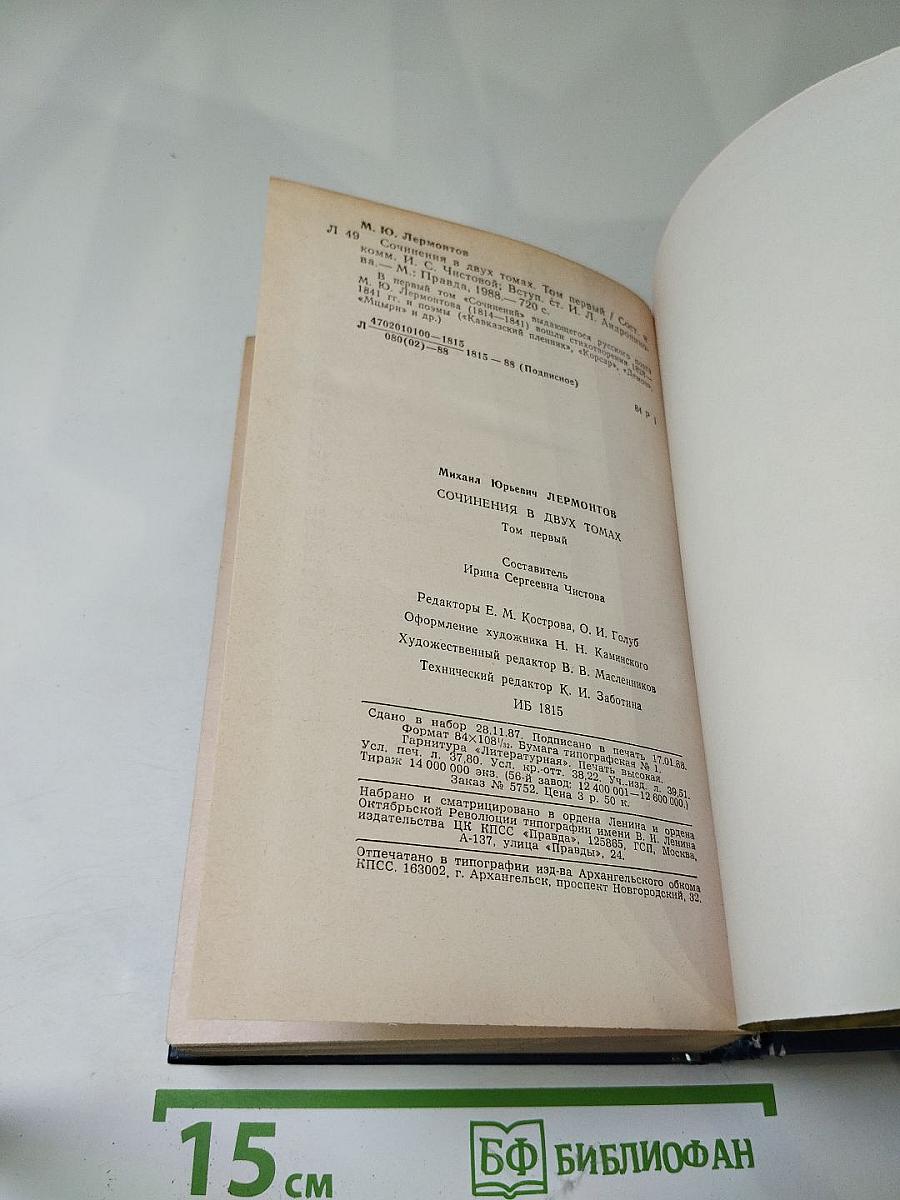 М. Ю. Лермонтов
Л 49 Сочинения в двух томах. Том первый / Сост. и
комм. И. С. Чистовой; Вступ. ст. И. Л. Андронико-
ва.— М.: Правда, 1988.— 720 с.
В первый том «Сочинений» выдающегося русского поэта
М. Ю. Лермонтова (1814—1841) вошли стихотворения 1828—
1841 гг. и поэмы («Кавказский пленник», «Корсар», «Демон»,
«Мцыри» и др.)
Л 4702010100—1815
080(02)—88 1815—88 (Подписное)
84 Р 1
Михаил Юрьевич ЛЕРМОНТОВ
СОЧИНЕНИЯ В ДВУХ ТОМАХ
Том первый
Составитель
Ирина Сергеевна Чистова
Редакторы Е. М. Кострова, О. И. Голуб
Оформление художника Н. Н. Каминского
Художественный редактор В. В. Масленников
Технический редактор К. И. Заботина
ИБ 1815
Сдано в набор 28.11.87. Подписано в печать 17.01.88.
Формат 84×108 1/32. Бумага типографская № 1.
Гарнитура «Литературная». Печать высокая.
Усл. печ. л. 37,80. Усл. кр.-отт. 38,22. Уч.-изд. л. 39,51.
Тираж 14 000 000 экз. (56-й завод: 12 400 001—12 600 000.)
Заказ № 5752. Цена 3 р. 50 к.
Набрано и сматрицировано в ордена Ленина и ордена
Октябрьской Революции типографии имени В. И. Ленина
издательства ЦК КПСС «Правда», 125865, ГСП, Москва,
А-137, улица «Правды», 24.
Отпечатано в типографии изд-ва Архангельского обкома
КПСС. 163002, г. Архангельск, проспект Новгородский, 32.
15 см
БФ БИБЛИОФАН